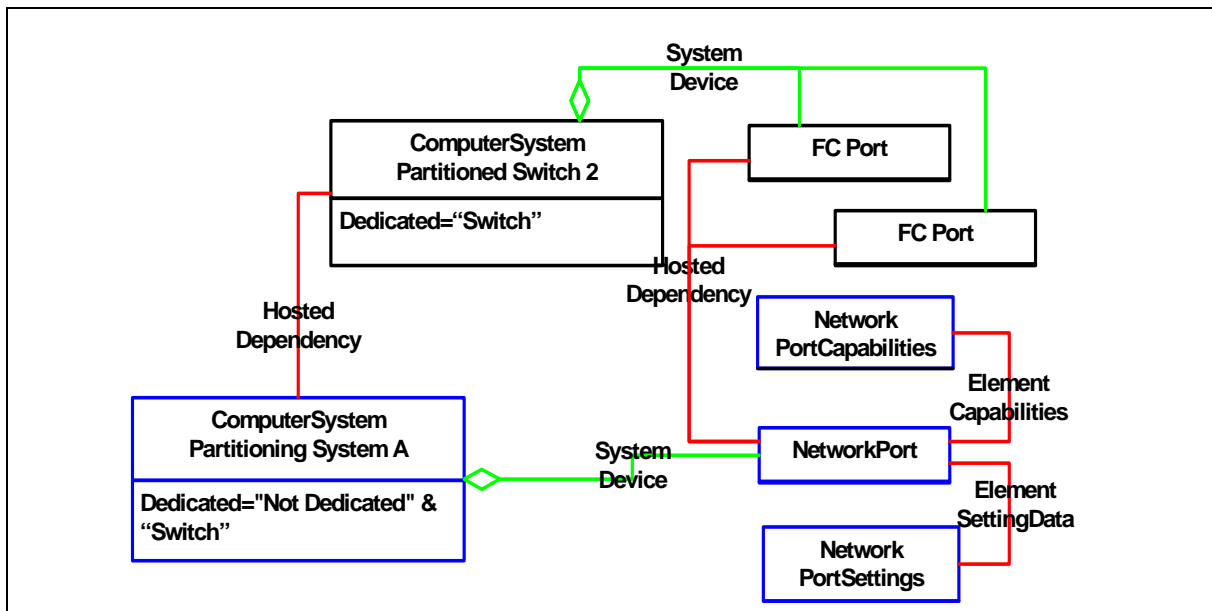 System
Device
ComputerSystem
Partitioned Switch 2
Dedicated=“Switch”
FC Port
FC Port
Hosted
Dependency
Hosted
Dependency
Network
PortCapabilities
Element
Capabilities
ComputerSystem
Partitioning System A
Dedicated="Not Dedicated" &
“Switch”
System
Device
NetworkPort
Element
SettingData
Network
PortSettings